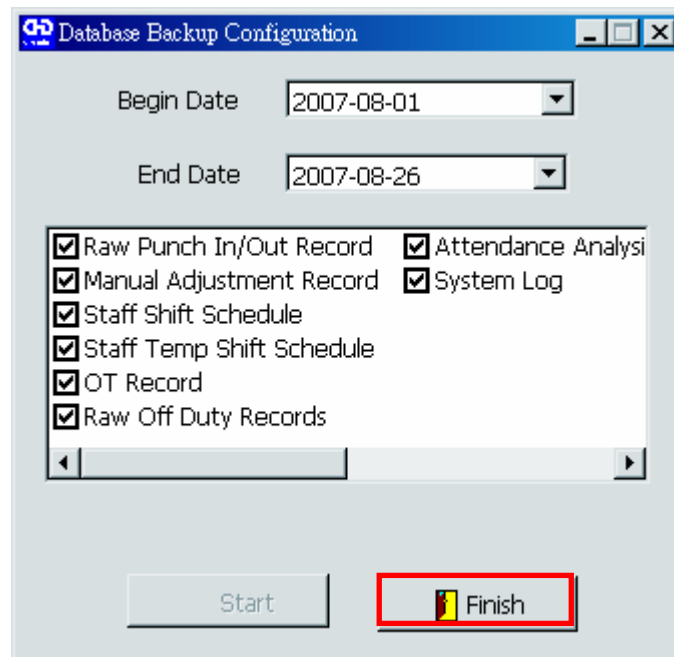 Database Backup Configuration
Begin Date 2007-08-01
End Date 2007-08-26
Raw Punch In/Out Record Attendance Analysi
Manual Adjustment Record System Log
Staff Shift Schedule
Staff Temp Shift Schedule
OT Record
Raw Off Duty Records
Start Finish